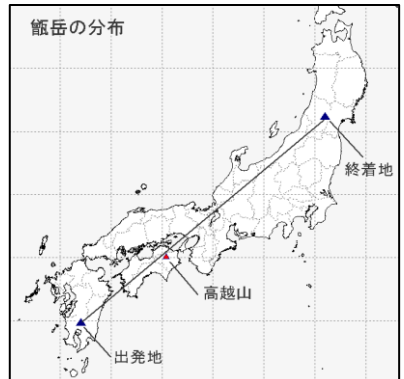 甑岳の分布
終着地
高越山
出発地